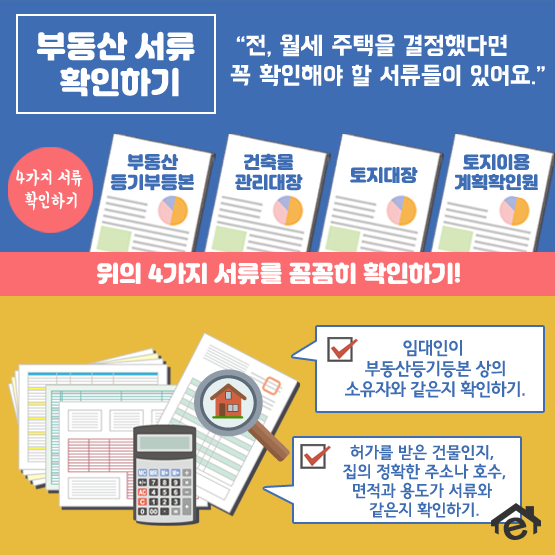 부동산 서류
확인하기
“전, 월세 주택을 결정했다면
꼭 확인해야 할 서류들이 있어요.”
4가지 서류
확인하기
부동산
등기부등본
건축물
관리대장
토지대장
토지이용
계획확인원
위의 4가지 서류를 꼼꼼히 확인하기!
임대인이
부동산등기등본 상의
소유자와 같은지 확인하기.
허가를 받은 건물인지,
집의 정확한 주소나 호수,
면적과 용도가 서류와
같은지 확인하기.